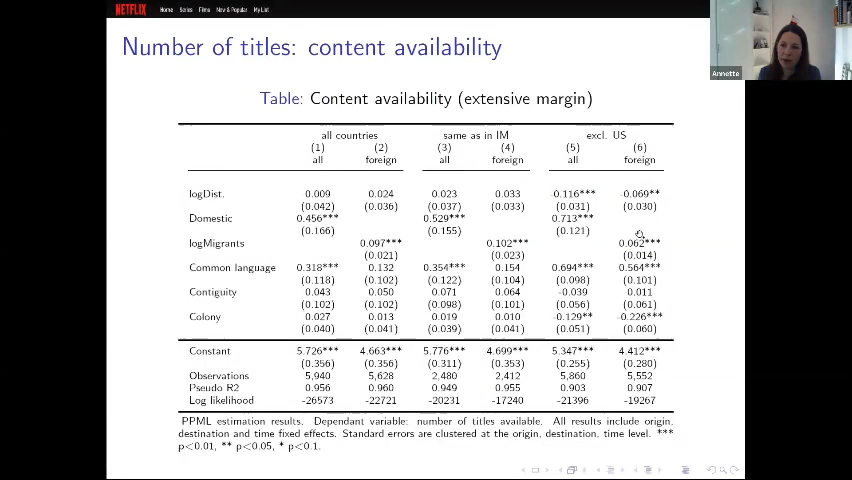 NETFLIX Home Series Films New & Popular My List
Number of titles: content availability
Annette
Table: Content availability (extensive margin)
all countries same as in IM excl. US
(1) (2) (3) (4) (5) (6)
all foreign all foreign all foreign
logDist. 0.009 0.024 0.023 0.033 -0.116*** -0.069**
(0.042) (0.036) (0.037) (0.033) (0.031) (0.030)
Domestic 0.456*** 0.529*** 0.713***
(0.166) (0.155) (0.121)
logMigrants 0.097*** 0.102*** 0.062***
(0.021) (0.023) (0.014)
Common language 0.318*** 0.132 0.354*** 0.154 0.694*** 0.564***
(0.118) (0.102) (0.122) (0.104) (0.098) (0.101)
Contiguity 0.043 0.050 0.071 0.064 -0.039 0.011
(0.102) (0.102) (0.098) (0.101) (0.056) (0.061)
Colony 0.027 0.013 0.019 0.010 -0.129** -0.226***
(0.040) (0.041) (0.039) (0.041) (0.051) (0.060)
Constant 5.726*** 4.663*** 5.776*** 4.699*** 5.347*** 4.412***
(0.356) (0.356) (0.311) (0.353) (0.255) (0.280)
Observations 5,940 5,628 2,480 2,412 5,860 5,552
Pseudo R2 0.956 0.960 0.949 0.955 0.903 0.907
Log likelihood -26573 -22721 -20231 -17240 -21396 -19267
PPML estimation results. Dependant variable: number of titles available. All results include origin,
destination and time fixed effects. Standard errors are clustered at the origin, destination, time level. ***
p<0.01, ** p<0.05, * p<0.1.